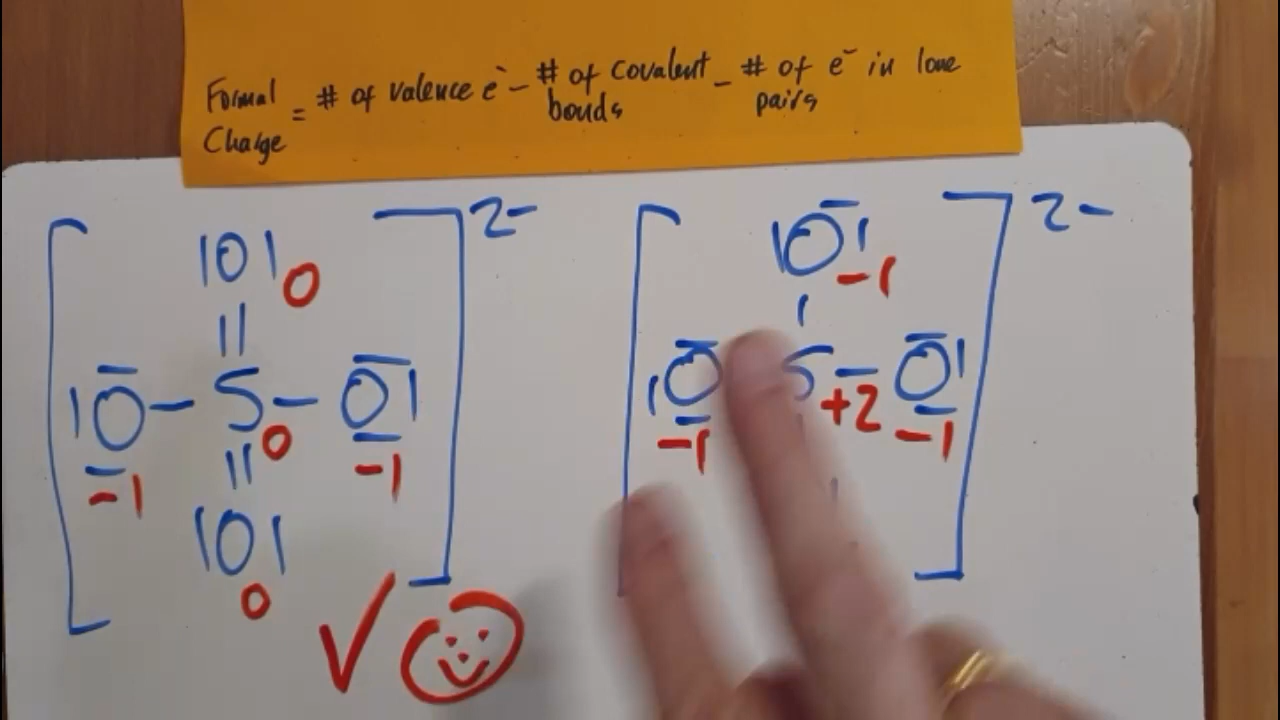 Formal Charge = # of valence e⁻ - # of covalent bonds - # of e⁻ in lone pairs
2-
|O| 0
||
|O - S - O|
-1 0 -1
||
|O|
0
✓
2-
|O| -1
|
|O S - O|
-1 +2 -1